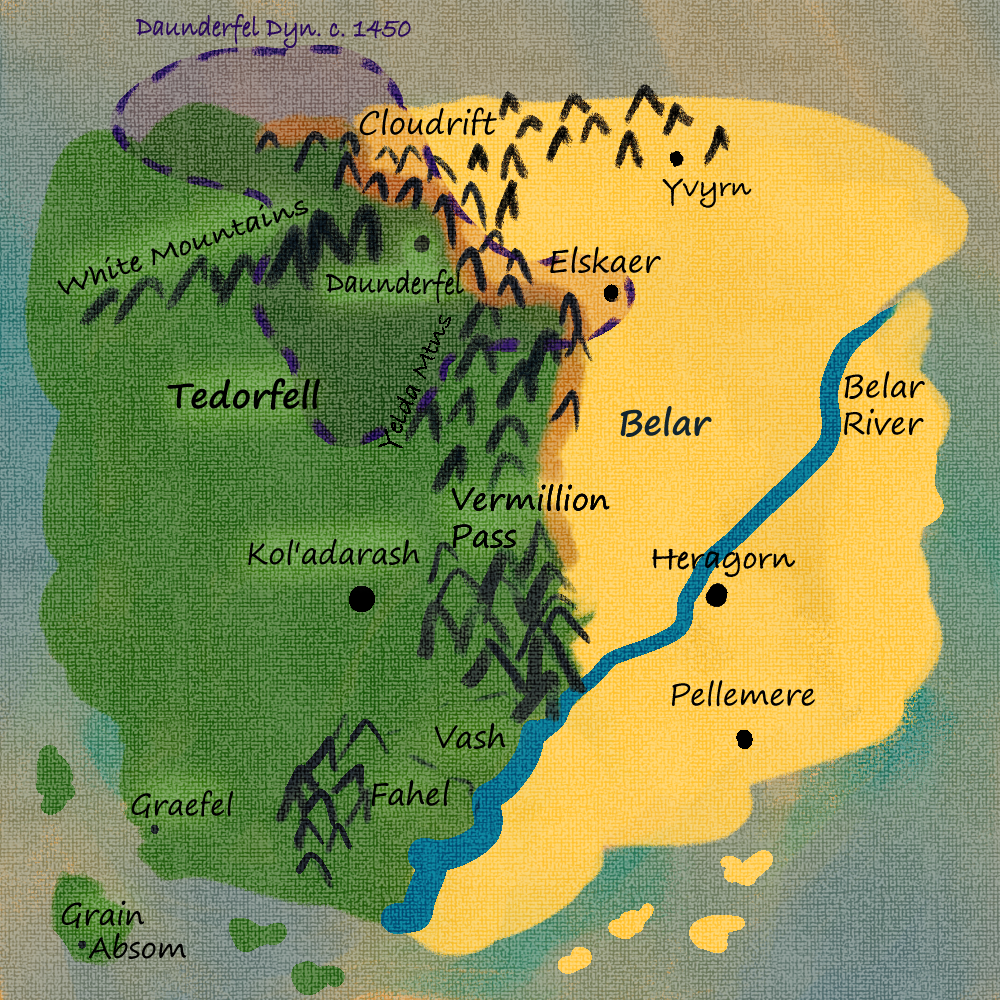 Daunderfel Dyn. c. 1450
Cloudrift
Yvyrn
White Mountains
Elskaer
Daunderfel
Yelda Mtns
Tedorfell
Belar
Belar
River
Vermillion
Pass
Kol'adarash
Heragorn
Pellemere
Vash
Fahel
Graefel
Grain
Absom